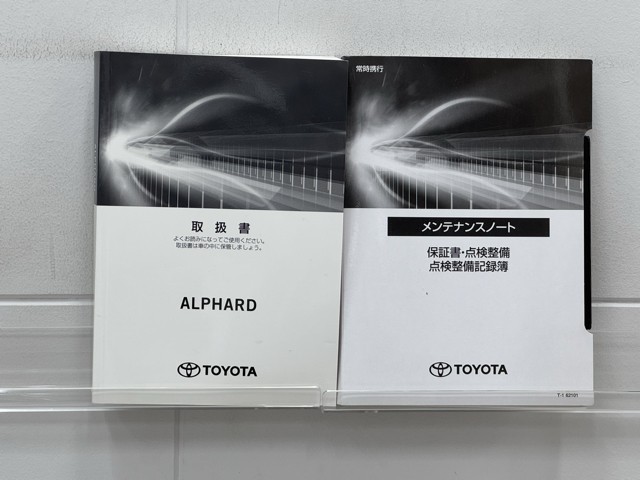 取扱書
よくお読みになってご使用ください。
取扱書は車の中に保管しましょう。
ALPHARD
TOYOTA
常時携行
メンテナンスノート
保証書・点検整備
点検整備記録簿
TOYOTA
T-1 62101